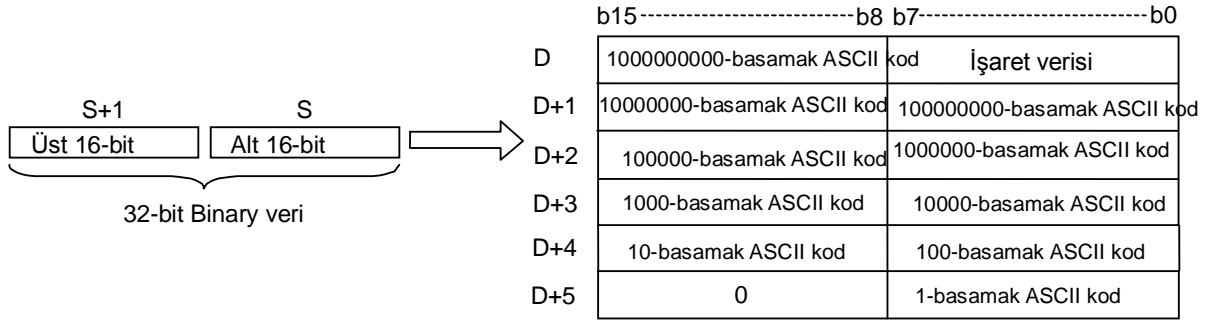 b15 b8 b7 b0
D 1000000000-basamak ASCII kod İşaret verisi
S+1 S
D+1 10000000-basamak ASCII kod 100000000-basamak ASCII kod
Üst 16-bit Alt 16-bit
D+2 100000-basamak ASCII kod 1000000-basamak ASCII kod
32-bit Binary veri
D+3 1000-basamak ASCII kod 10000-basamak ASCII kod
D+4 10-basamak ASCII kod 100-basamak ASCII kod
D+5 0 1-basamak ASCII kod